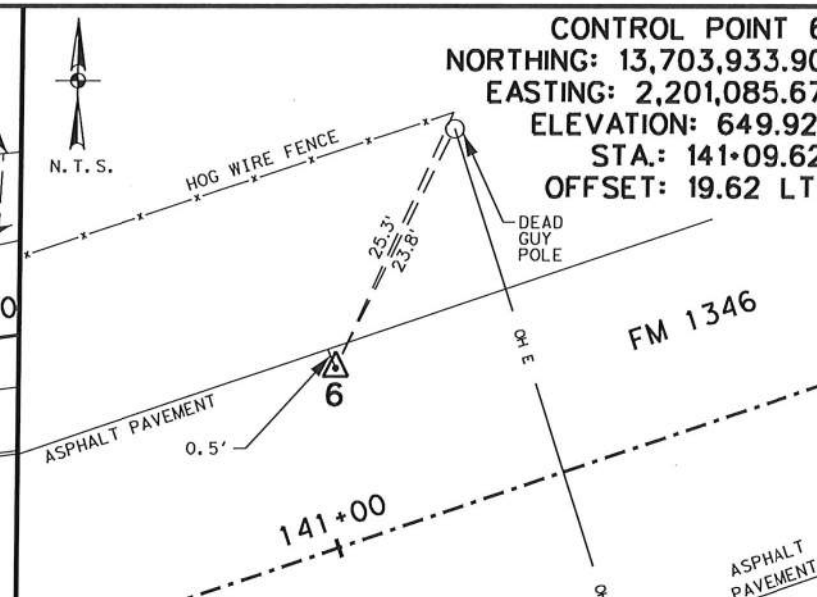 CONTROL POINT 6
NORTHING: 13,703,933.90
EASTING: 2,201,085.67
ELEVATION: 649.92
STA.: 141+09.62
OFFSET: 19.62 LT
N.T.S.
HOG WIRE FENCE
DEAD
GUY
POLE
25.3'
23.8'
0
FM 1346
OH E
6
ASPHALT PAVEMENT
0.5'
141+00
ASPHALT
PAVEMENT